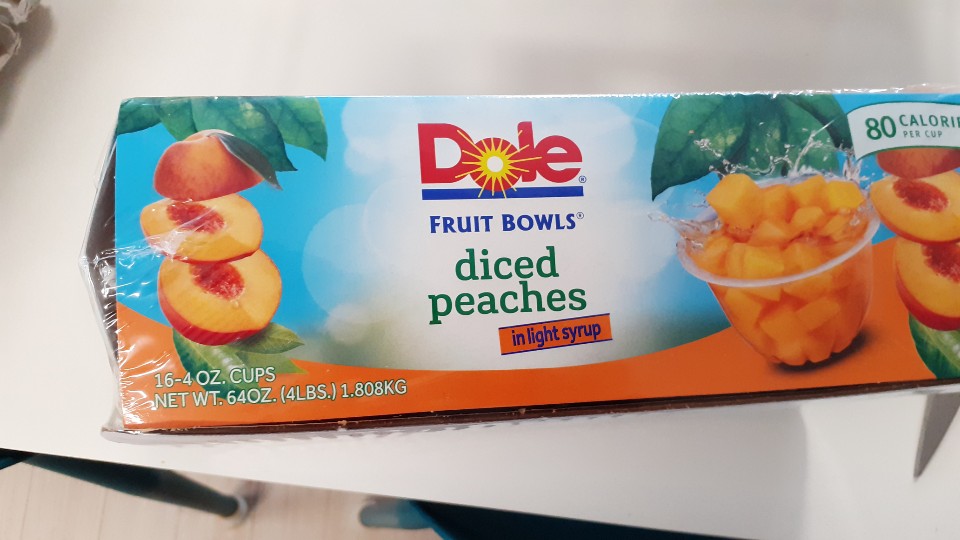 Dole®
FRUIT BOWLS®
diced
peaches
in light syrup
16-4 OZ. CUPS
NET WT. 64OZ. (4LBS.) 1.808KG
80 CALORIE
PER CUP